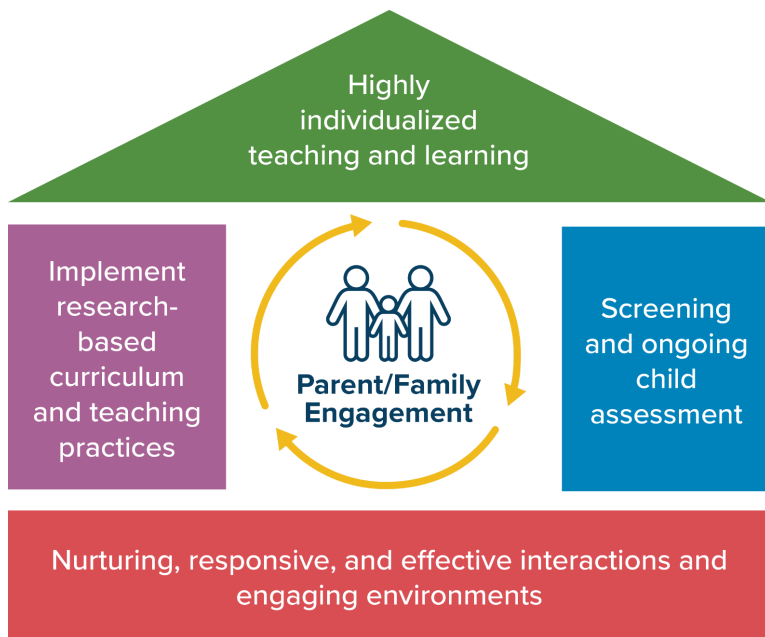 Highly
individualized
teaching and learning
Implement
research-
based
curriculum
and teaching
practices
Parent/Family
Engagement
Screening
and ongoing
child
assessment
Nurturing, responsive, and effective interactions and
engaging environments